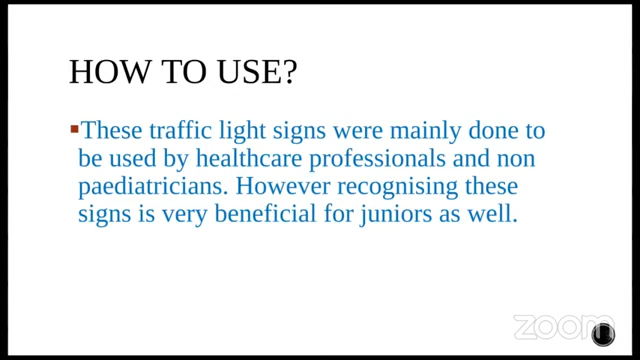 HOW TO USE?
▪These traffic light signs were mainly done to
be used by healthcare professionals and non
paediatricians. However recognising these
signs is very beneficial for juniors as well.
zoom